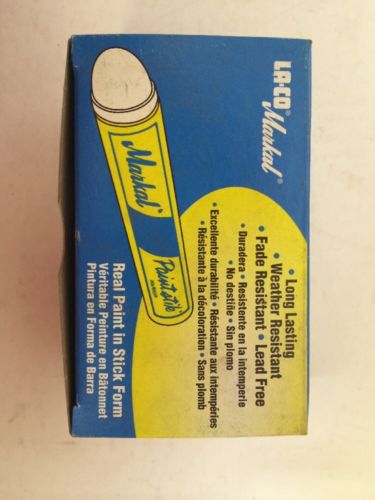 LA-CO®
Markal®
Markal®
Paintstik
• Long Lasting
• Weather Resistant
• Fade Resistant • Lead Free
• Duradera • Resistente en la intemperie
• No destiñe • Sin plomo
• Excellente durabilité • Résistante aux intempéries
• Résistante à la décoloration • Sans plomb
Real Paint in Stick Form
Véritable Peinture en Bâtonnet
Pintura en Forma de Barra